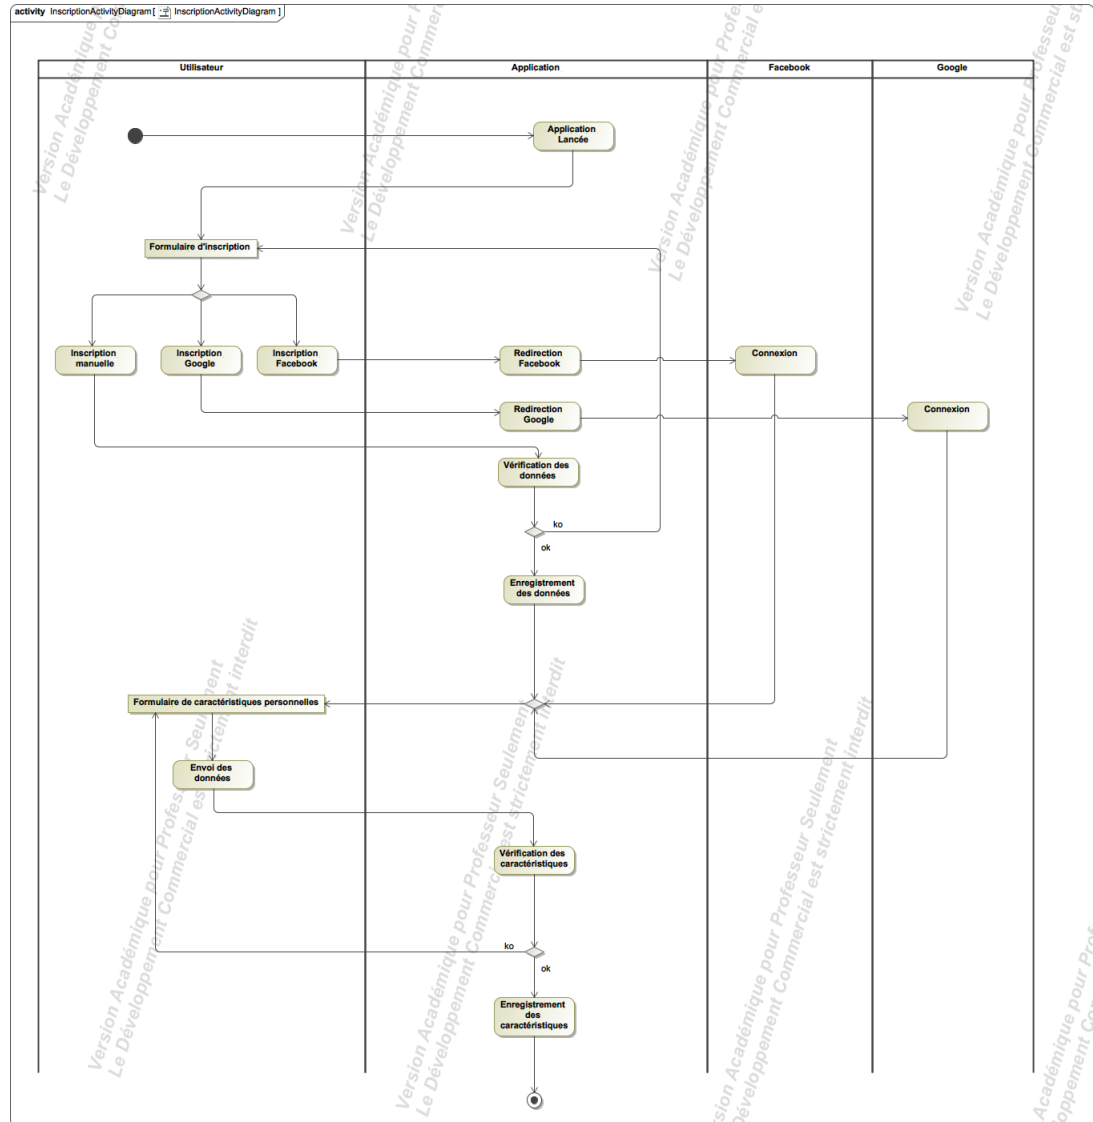 activity InscriptionActivityDiagram [ InscriptionActivityDiagram ]
Utilisateur
Application
Facebook
Google
Application
Lancée
Formulaire d'inscription
Inscription
manuelle
Inscription
Google
Inscription
Facebook
Redirection
Facebook
Connexion
Redirection
Google
Connexion
Vérification des
données
ko
ok
Enregistrement
des données
Formulaire de caractéristiques personnelles
Envoi des
données
Vérification des
caractéristiques
ko
ok
Enregistrement
des
caractéristiques
Version Académique pour Professeur Seulement
Le Développement Commercial est strictement interdit